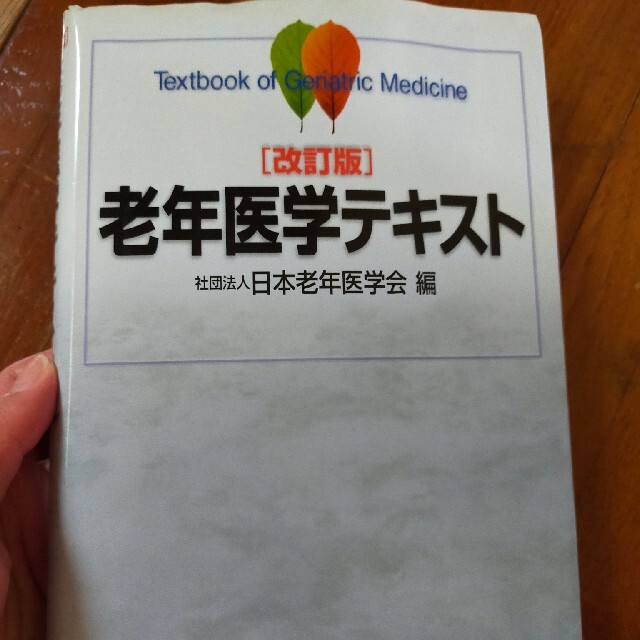 Textbook of Geriatric Medicine
［改訂版］
老年医学テキスト
社団法人日本老年医学会 編